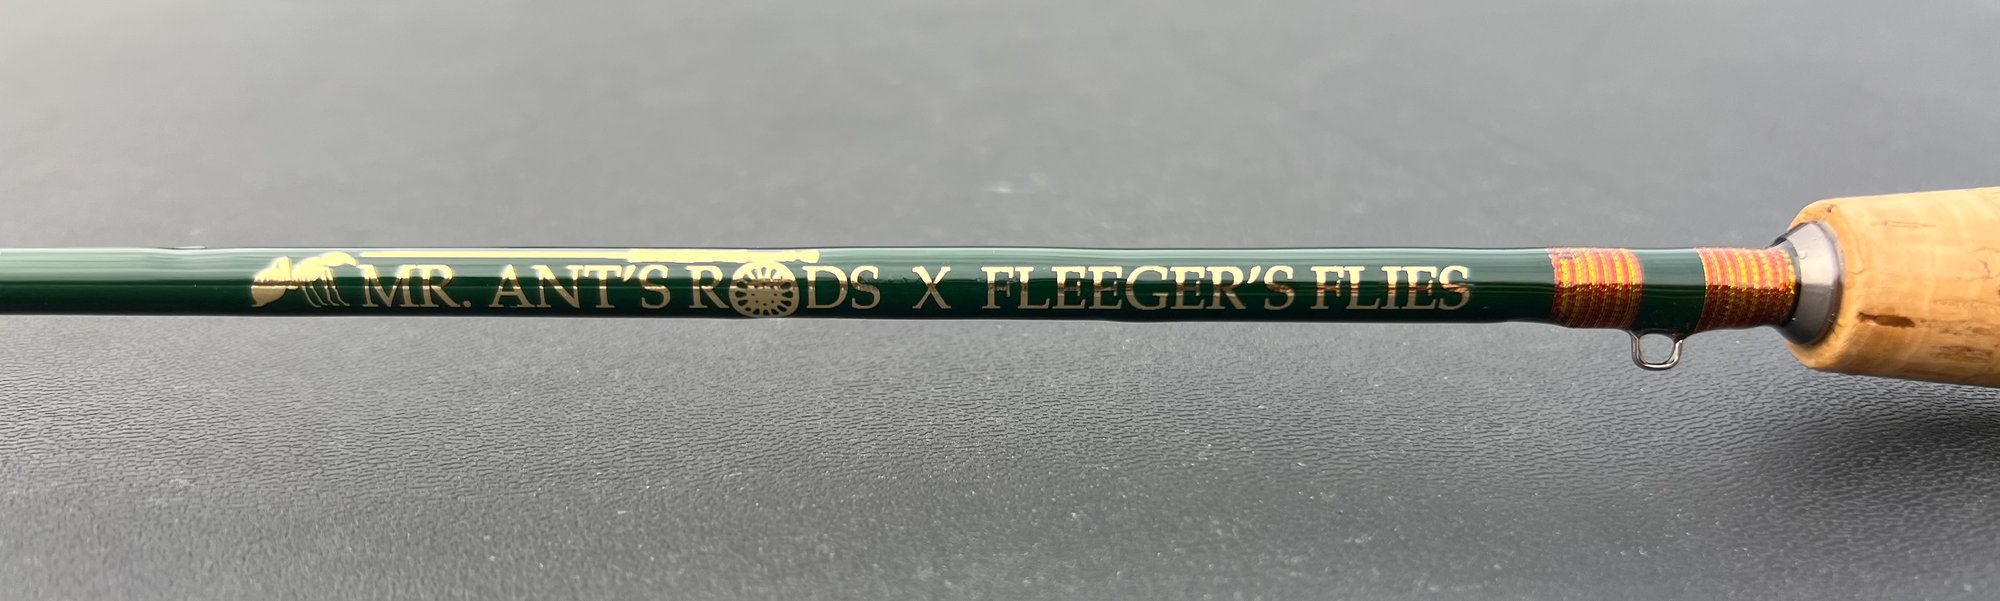 MR. ANT'S RODS X FLEEGER'S FLIES